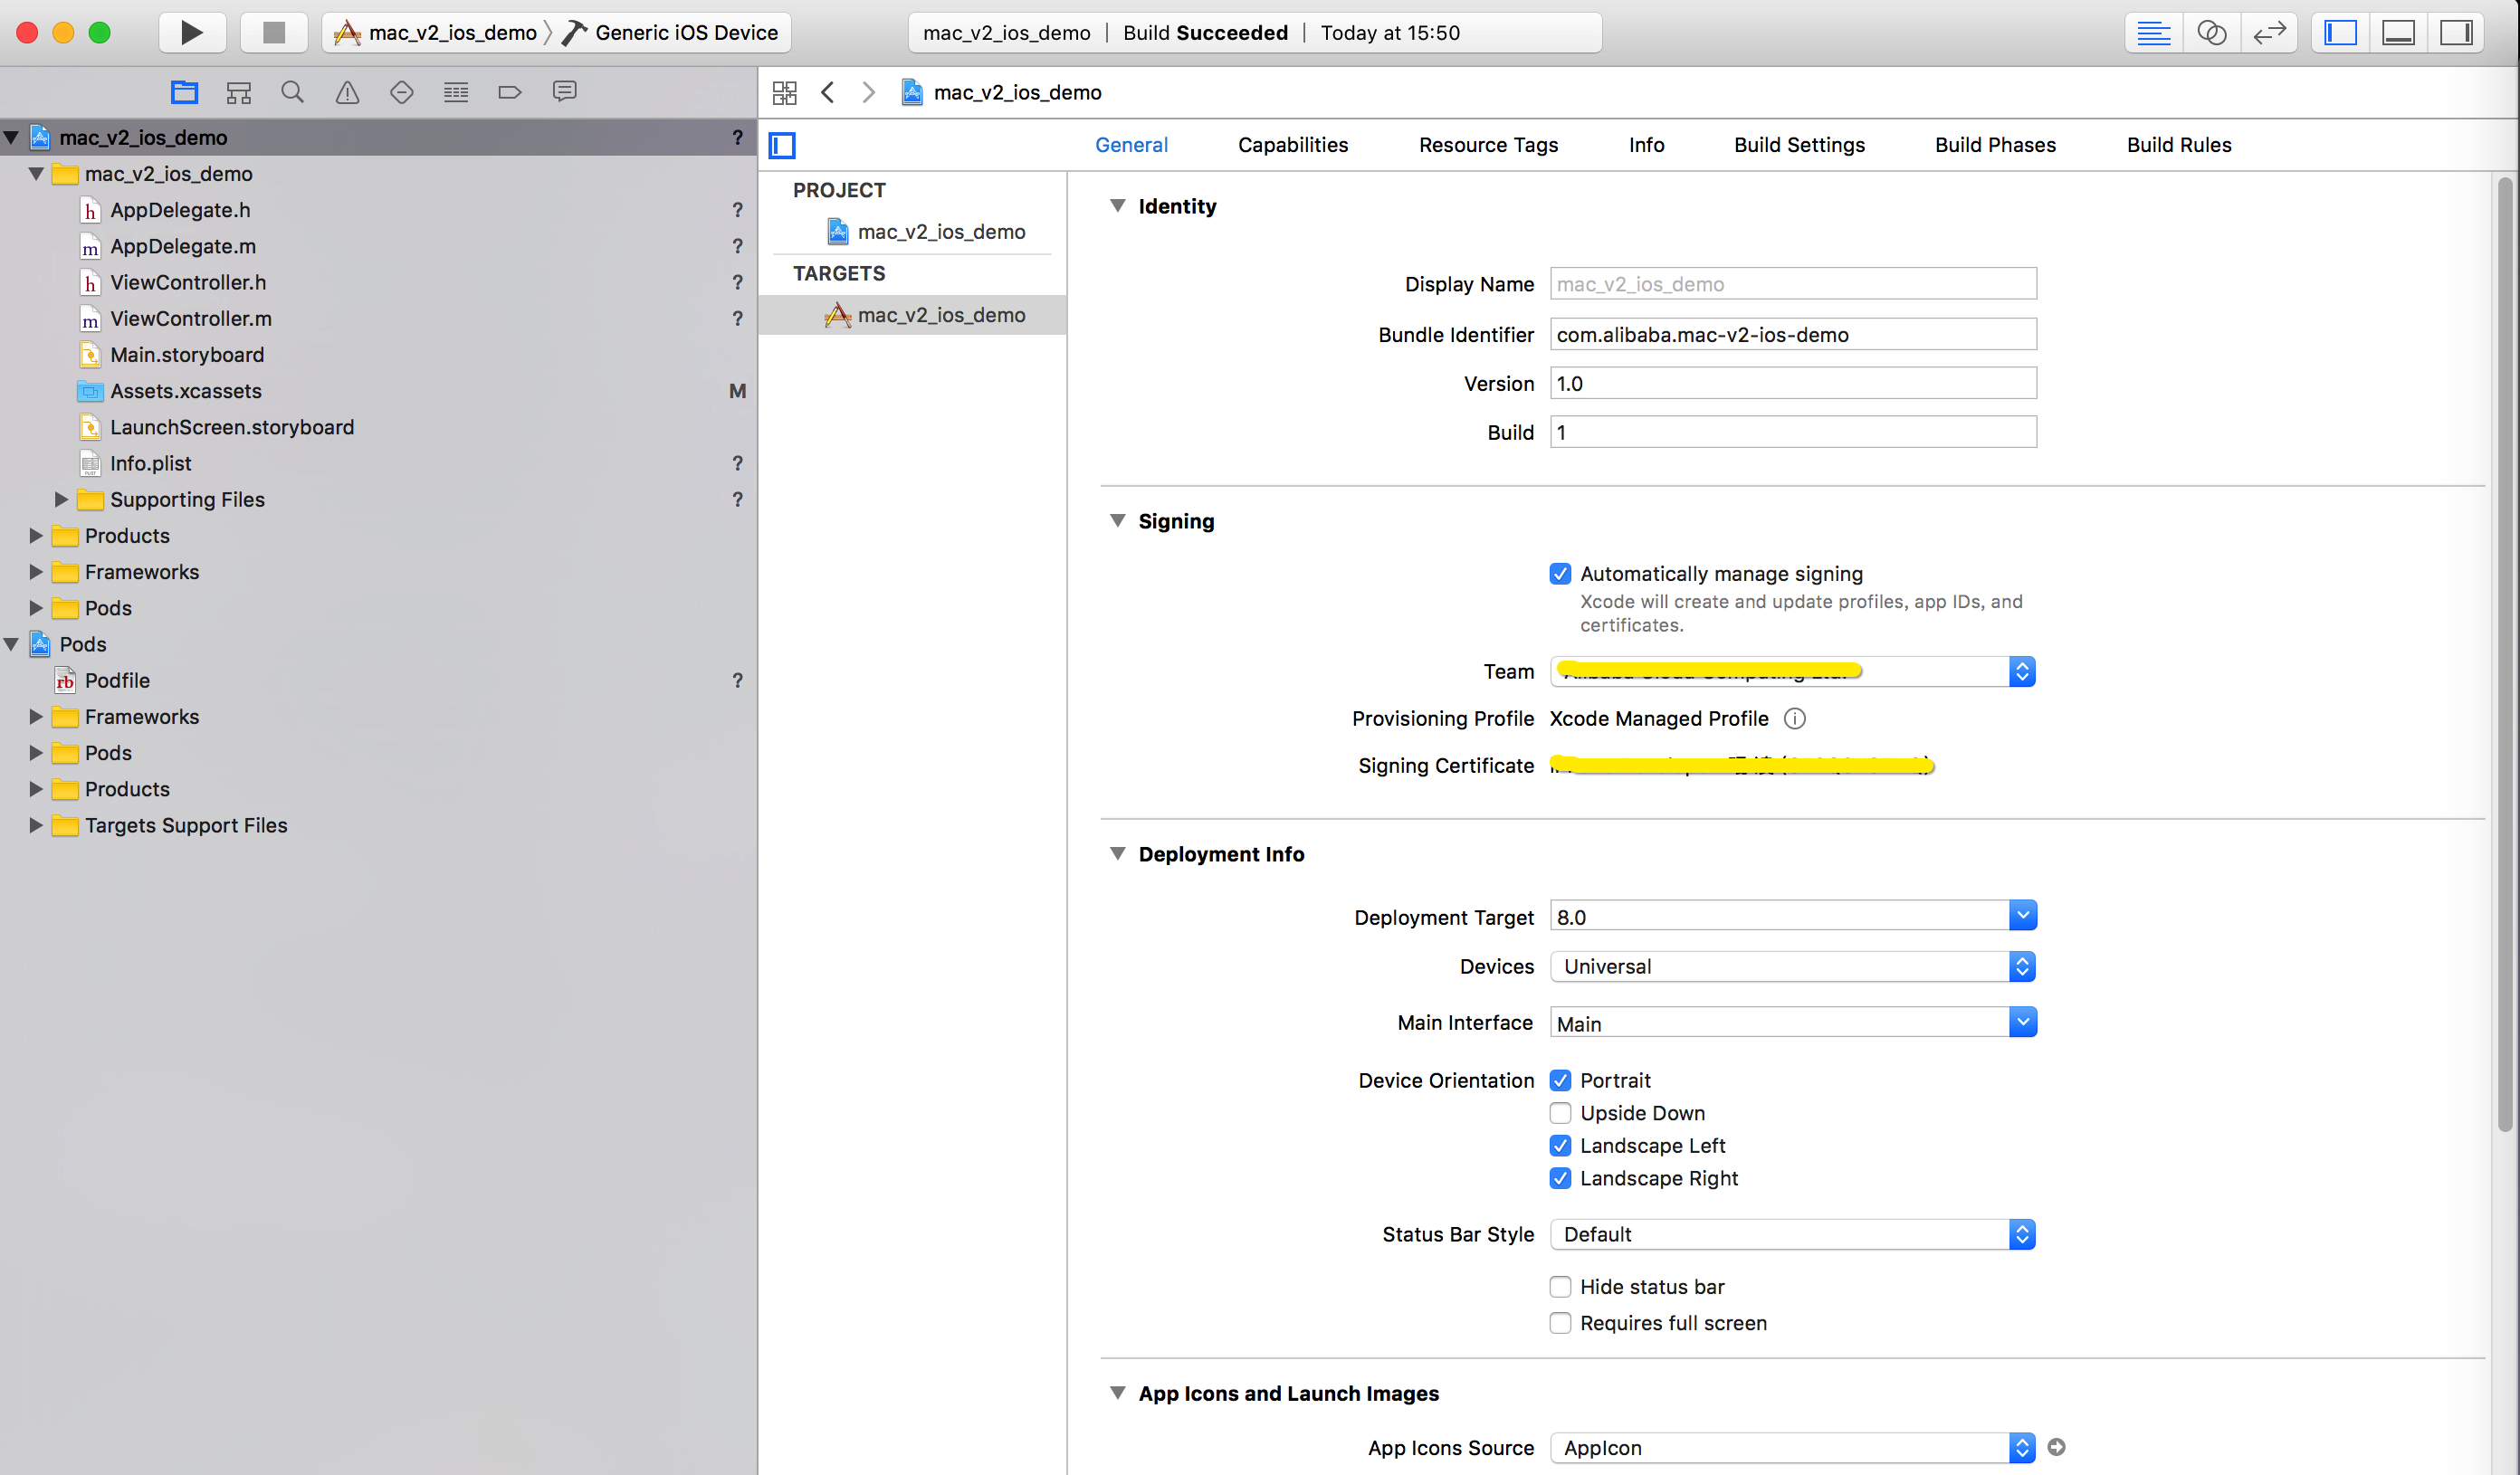 mac_v2_ios_demo Generic iOS Device
mac_v2_ios_demo | Build Succeeded | Today at 15:50
mac_v2_ios_demo ?
mac_v2_ios_demo
h AppDelegate.h ?
m AppDelegate.m ?
h ViewController.h ?
m ViewController.m ?
Main.storyboard
Assets.xcassets M
LaunchScreen.storyboard
Info.plist ?
Supporting Files ?
Products
Frameworks
Pods
Pods
rb Podfile ?
Frameworks
Pods
Products
Targets Support Files
mac_v2_ios_demo
General Capabilities Resource Tags Info Build Settings Build Phases Build Rules
PROJECT
mac_v2_ios_demo
TARGETS
mac_v2_ios_demo
Identity
Display Name mac_v2_ios_demo
Bundle Identifier com.alibaba.mac-v2-ios-demo
Version 1.0
Build 1
Signing
Automatically manage signing
Xcode will create and update profiles, app IDs, and
certificates.
Team
Provisioning Profile Xcode Managed Profile
Signing Certificate
Deployment Info
Deployment Target 8.0
Devices Universal
Main Interface Main
Device Orientation Portrait
Upside Down
Landscape Left
Landscape Right
Status Bar Style Default
Hide status bar
Requires full screen
App Icons and Launch Images
App Icons Source AppIcon